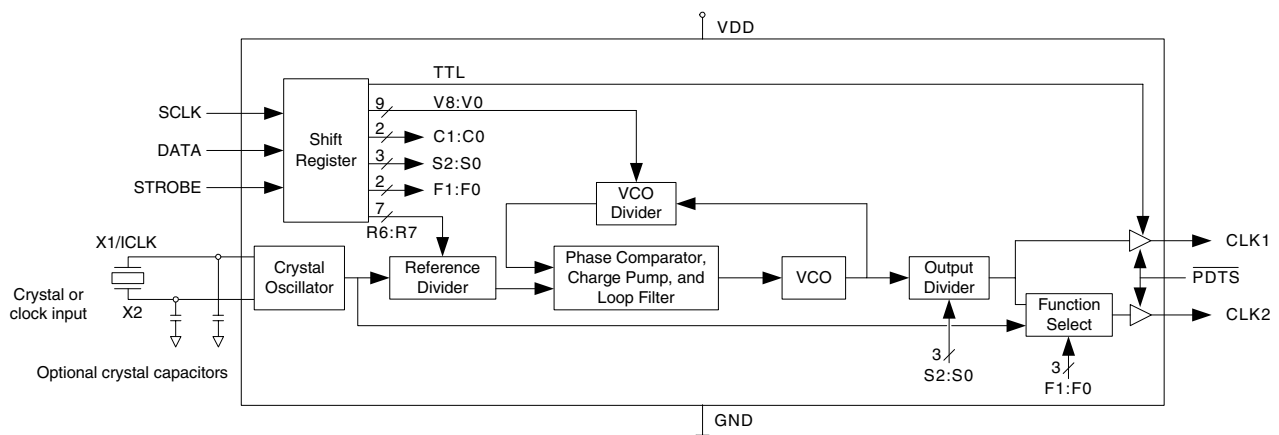 VDD
TTL
9
V8:V0
SCLK
2
C1:C0
Shift
Register
DATA
3
S2:S0
STROBE
2
F1:F0
7
R6:R7
VCO
Divider
X1/ICLK
CLK1
Crystal
Oscillator
Reference
Divider
Phase Comparator,
Charge Pump, and
Loop Filter
VCO
Output
Divider
PDTS
Crystal or
clock input
X2
Function
Select
CLK2
3
S2:S0
3
F1:F0
Optional crystal capacitors
GND